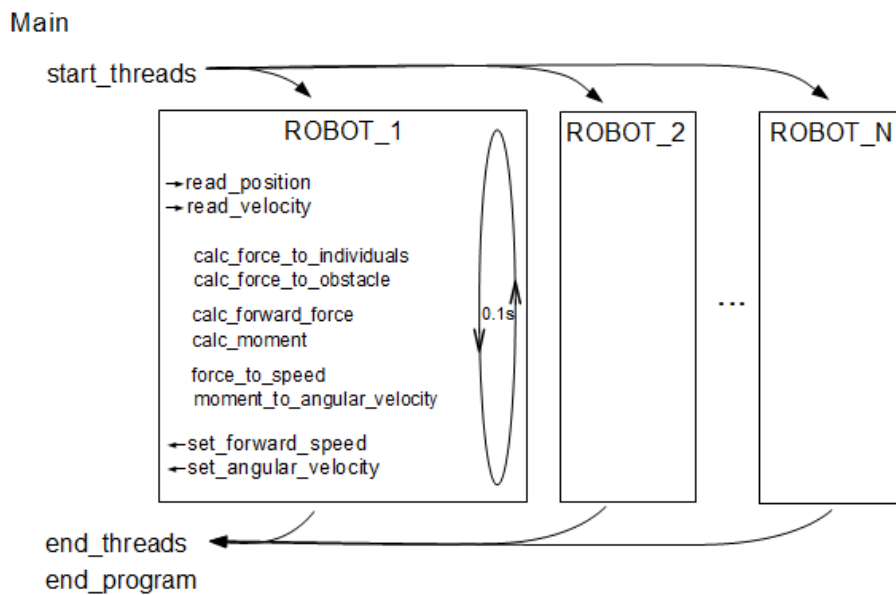 Main
start_threads
ROBOT_1
ROBOT_2
ROBOT_N
→read_position
→read_velocity
calc_force_to_individuals
calc_force_to_obstacle
calc_forward_force
calc_moment
0.1s
...
force_to_speed
moment_to_angular_velocity
←set_forward_speed
←set_angular_velocity
end_threads
end_program